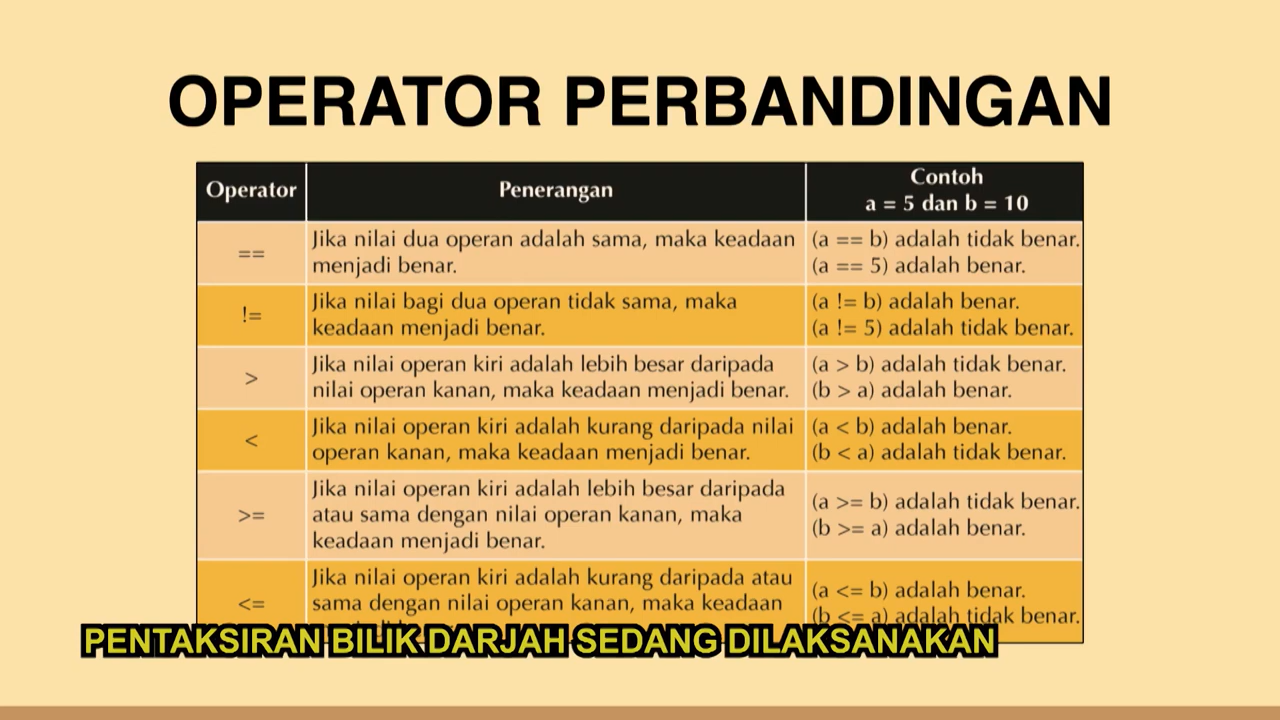 OPERATOR PERBANDINGAN
Operator
Penerangan
Contoh
a = 5 dan b = 10
==
Jika nilai dua operan adalah sama, maka keadaan
menjadi benar.
(a == b) adalah tidak benar.
(a == 5) adalah benar.
!=
Jika nilai bagi dua operan tidak sama, maka
keadaan menjadi benar.
(a != b) adalah benar.
(a != 5) adalah tidak benar.
>
Jika nilai operan kiri adalah lebih besar daripada
nilai operan kanan, maka keadaan menjadi benar.
(a > b) adalah tidak benar.
(b > a) adalah benar.
<
Jika nilai operan kiri adalah kurang daripada nilai
operan kanan, maka keadaan menjadi benar.
(a < b) adalah benar.
(b < a) adalah tidak benar.
>=
Jika nilai operan kiri adalah lebih besar daripada
atau sama dengan nilai operan kanan, maka
keadaan menjadi benar.
(a >= b) adalah tidak benar.
(b >= a) adalah benar.
<=
Jika nilai operan kiri adalah kurang daripada atau
sama dengan nilai operan kanan, maka keadaan
(a <= b) adalah benar.
(b <= a) adalah tidak benar.
PENTAKSIRAN BILIK DARJAH SEDANG DILAKSANAKAN